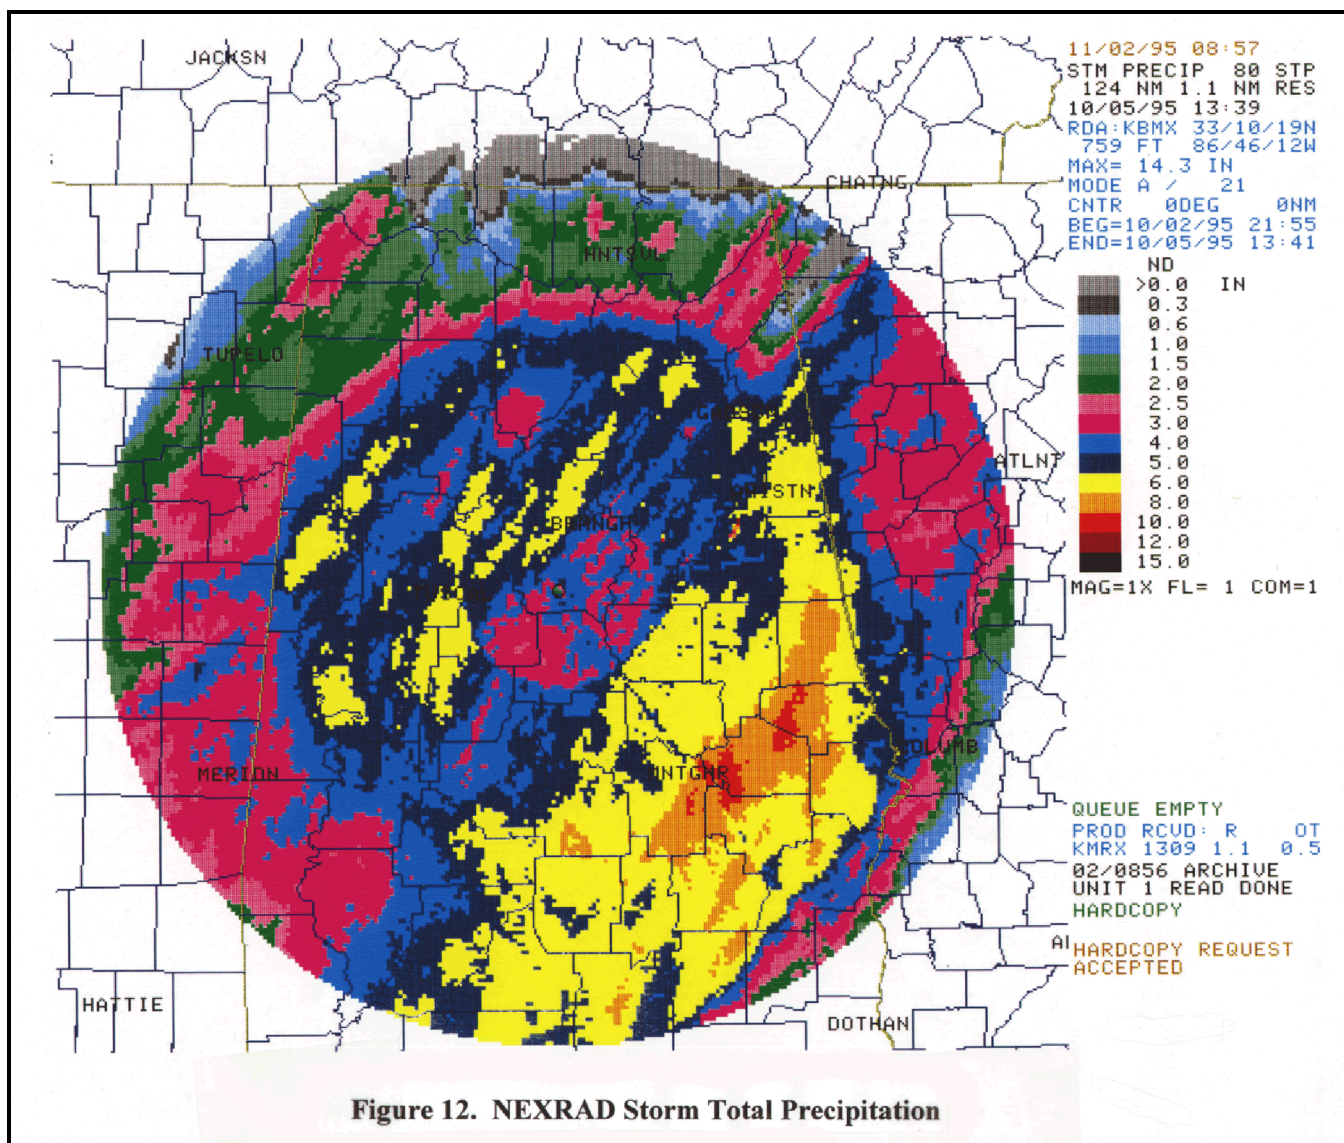 JACKSN
CHATNG
HNTSVL
TUPELO
ATLNT
STN
MERIDN
MNTGMR
OLUMB
HATTIE
DOTHAN
11/02/95 08:57
STM PRECIP 80 STP
124 NM 1.1 NM RES
10/05/95 13:39
RDA:KBMX 33/10/19N
759 FT 86/46/12W
MAX= 14.3 IN
MODE A / 21
CNTR 0DEG 0NM
BEG=10/02/95 21:55
END=10/05/95 13:41
ND
>0.0 IN
0.3
0.6
1.0
1.5
2.0
2.5
3.0
4.0
5.0
6.0
8.0
10.0
12.0
15.0
MAG=1X FL= 1 COM=1
QUEUE EMPTY
PROD RCVD: R OT
KMRX 1309 1.1 0.5
02/0856 ARCHIVE
UNIT 1 READ DONE
HARDCOPY
HARDCOPY REQUEST
ACCEPTED
Figure 12. NEXRAD Storm Total Precipitation